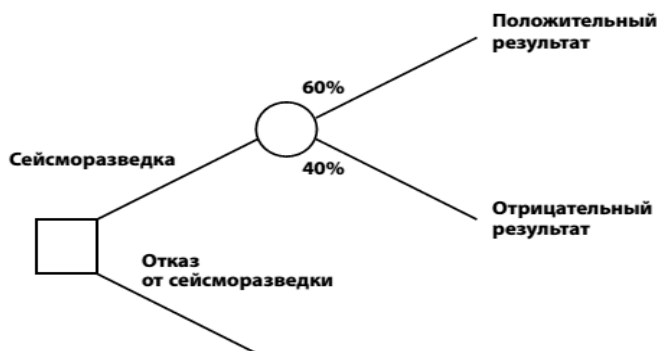 Положительный
результат
60%
Сейсморазведка
40%
Отрицательный
результат
Отказ
от сейсморазведки